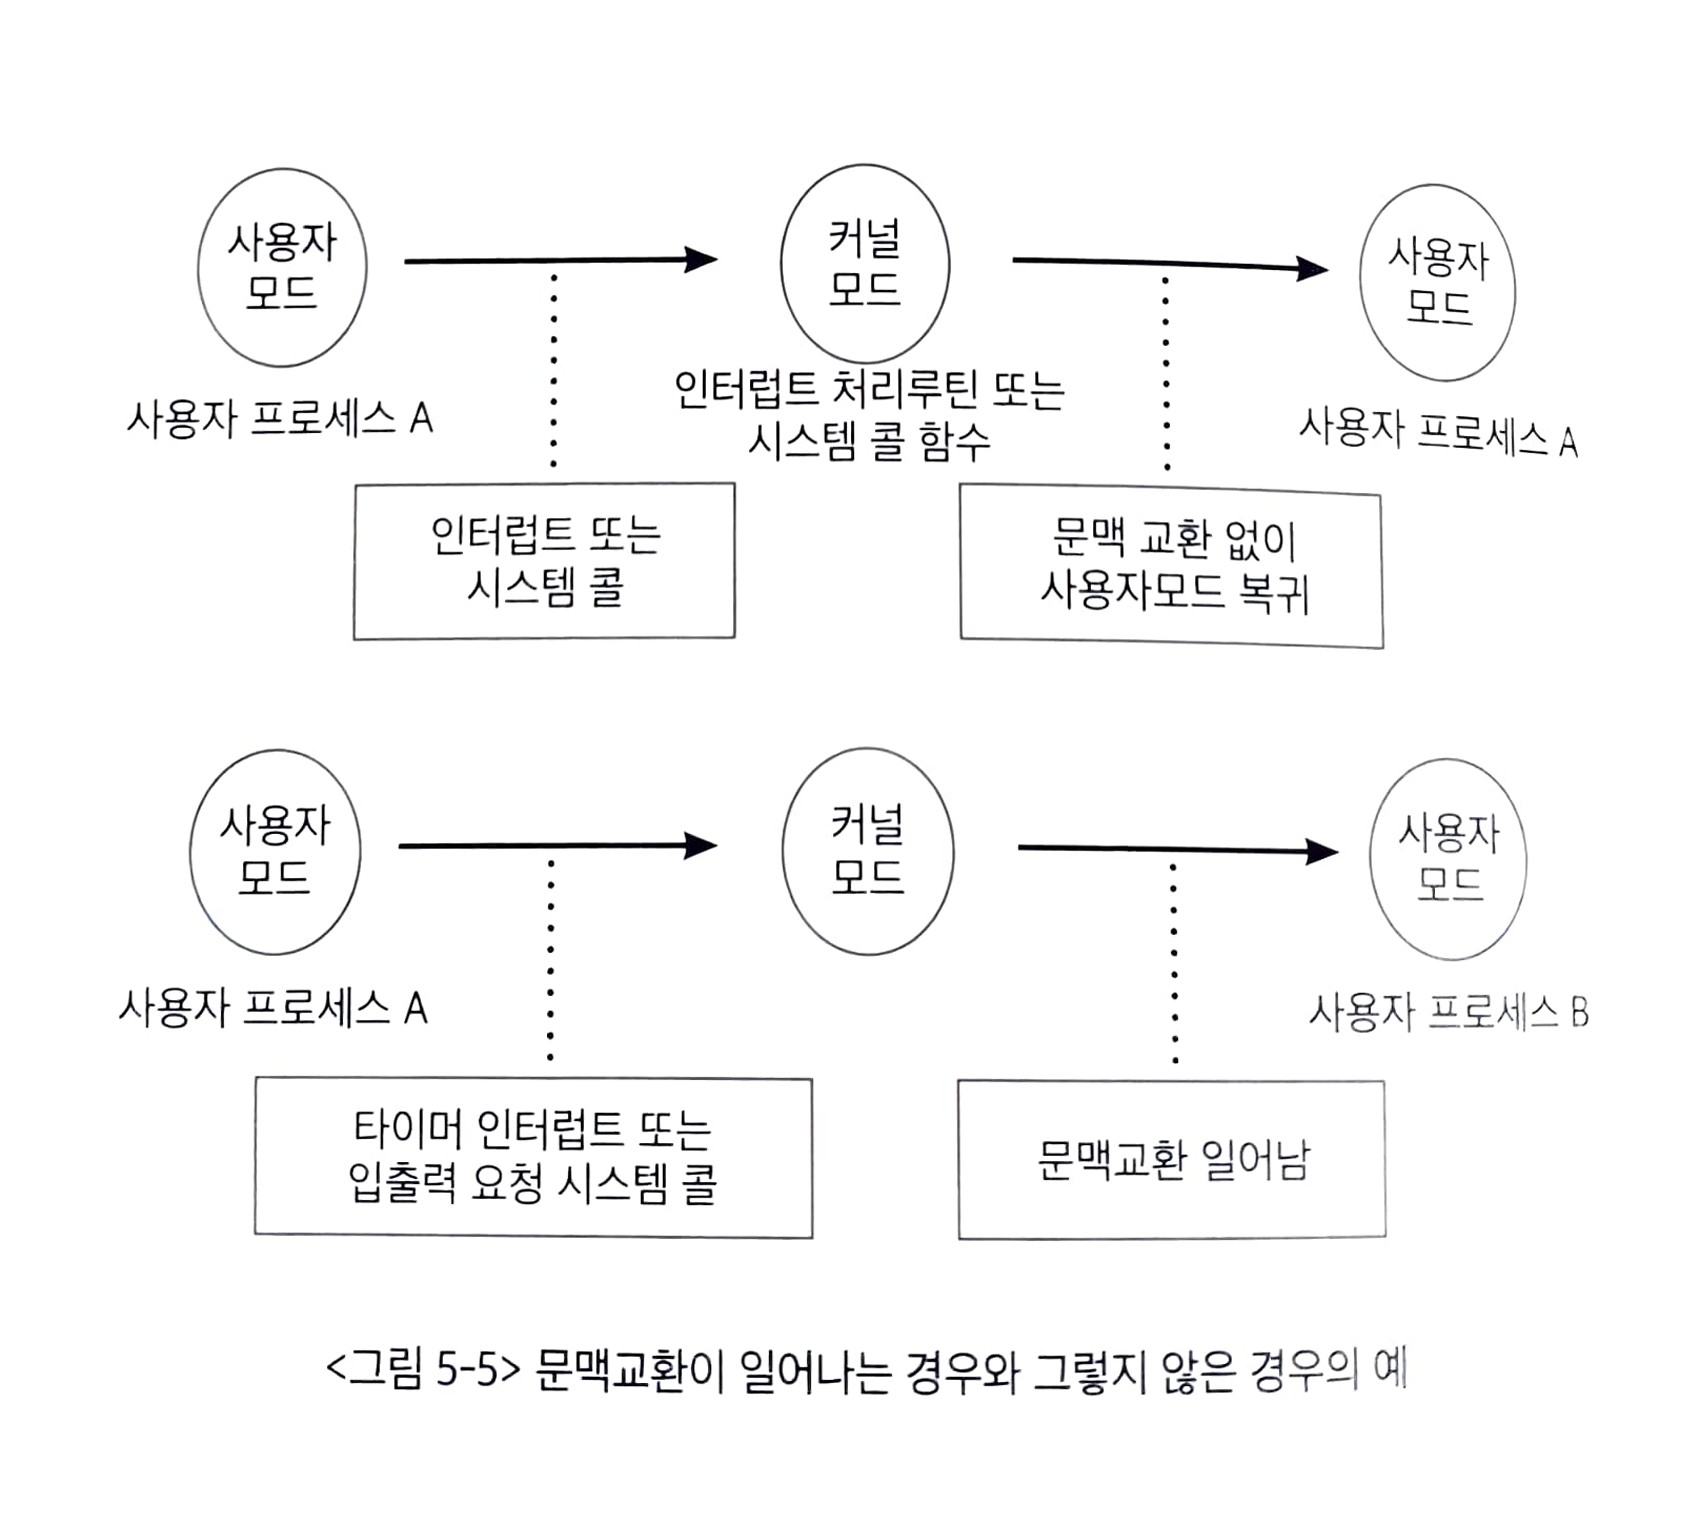 사용자
모드
커널
모드
사용자
모드
사용자 프로세스 A
인터럽트 처리루틴 또는
시스템 콜 함수
사용자 프로세스 A
인터럽트 또는
시스템 콜
문맥 교환 없이
사용자모드 복귀
사용자
모드
커널
모드
사용자
모드
사용자 프로세스 A
사용자 프로세스 B
타이머 인터럽트 또는
입출력 요청 시스템 콜
문맥교환 일어남
<그림 5-5> 문맥교환이 일어나는 경우와 그렇지 않은 경우의 예